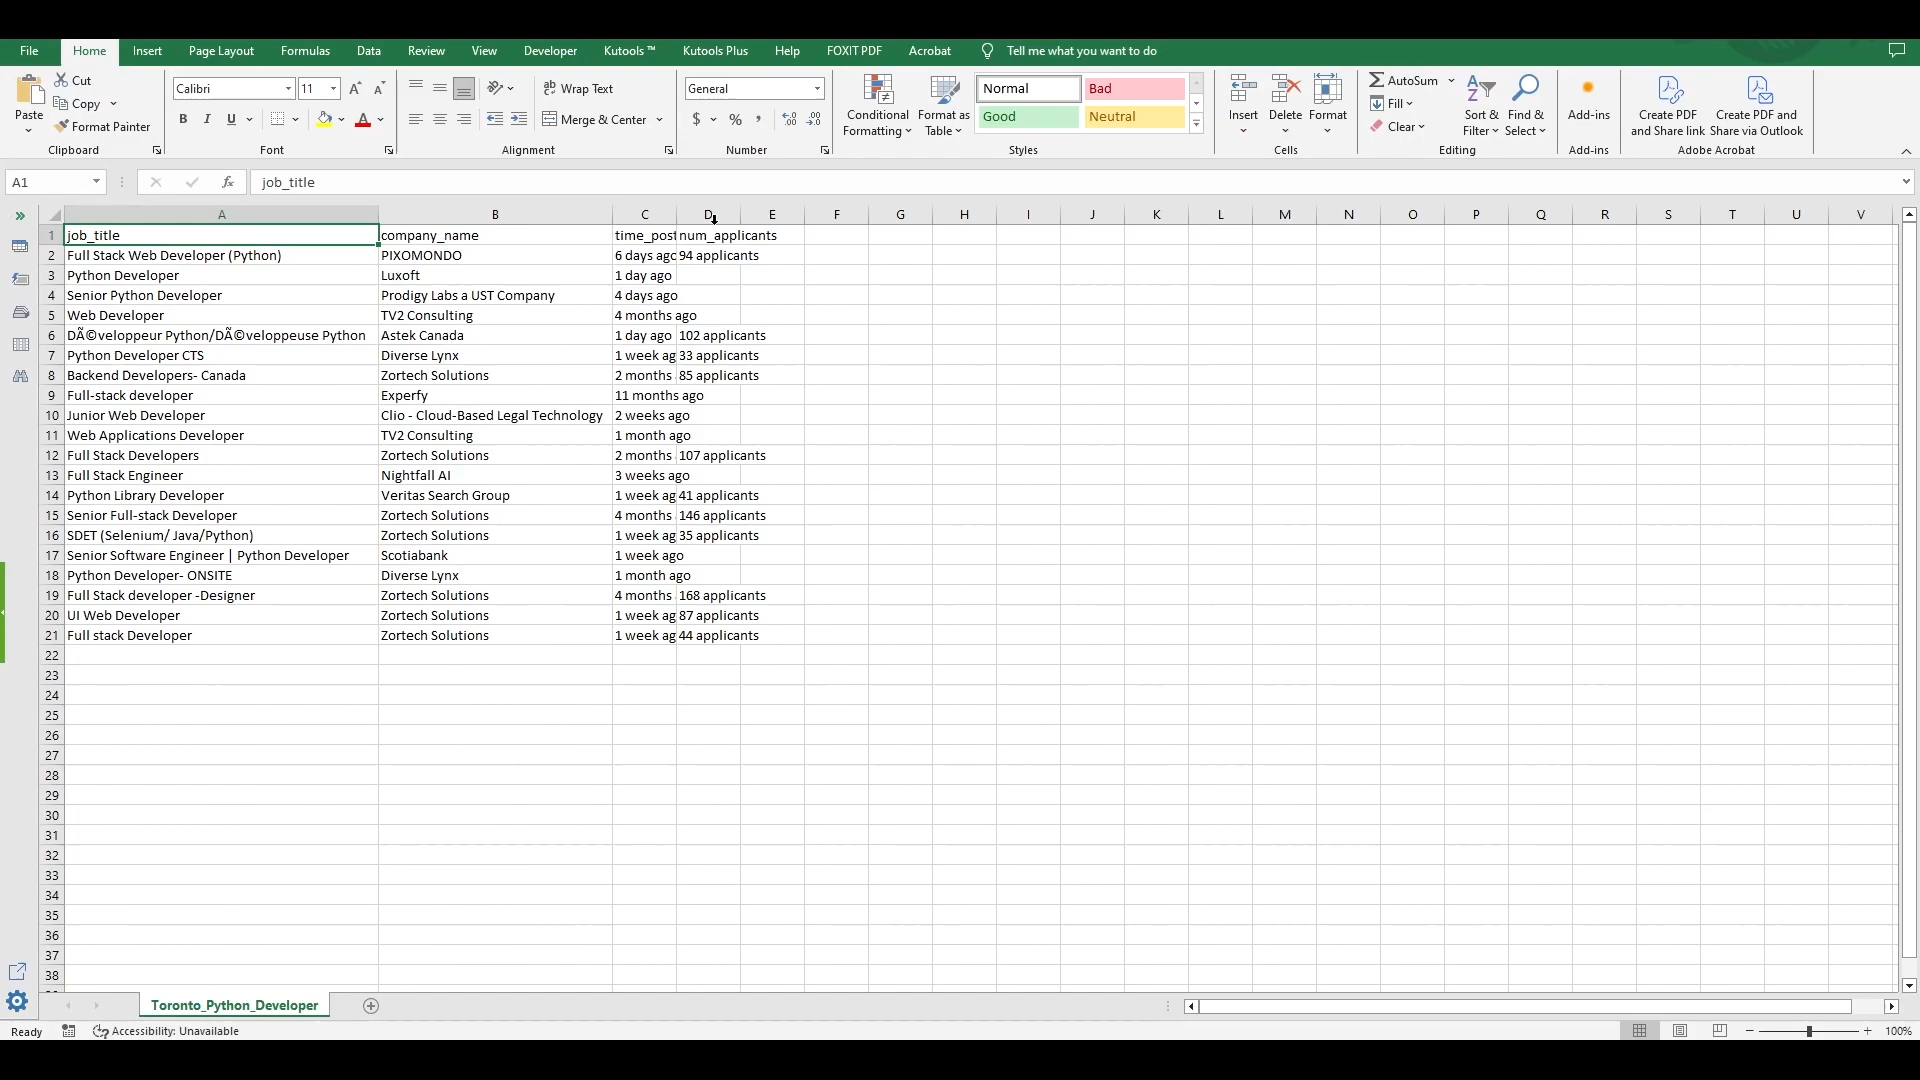 File Home Insert Page Layout Formulas Data Review View Developer Kutools ™ Kutools Plus Help FOXIT PDF Acrobat Tell me what you want to do
Paste
Cut
Copy
Format Painter
Clipboard
Calibri 11
B I U
Font
Wrap Text
Merge & Center
Alignment
General
$ % ,
Number
Conditional Formatting
Format as Table
Normal Bad
Good Neutral
Styles
Insert Delete Format
Cells
AutoSum
Fill
Clear
Sort & Filter
Find & Select
Editing
Add-ins
Add-ins
Create PDF and Share link
Create PDF and Share via Outlook
Adobe Acrobat
A1 fx job_title
A B C D E F G H I J K L M N O P Q R S T U V
1 job_title company_name time_post num_applicants
2 Full Stack Web Developer (Python) PIXOMONDO 6 days ago 94 applicants
3 Python Developer Luxoft 1 day ago
4 Senior Python Developer Prodigy Labs a UST Company 4 days ago
5 Web Developer TV2 Consulting 4 months ago
6 DÃ©veloppeur Python/DÃ©veloppeuse Python Astek Canada 1 day ago 102 applicants
7 Python Developer CTS Diverse Lynx 1 week ag 33 applicants
8 Backend Developers- Canada Zortech Solutions 2 months 85 applicants
9 Full-stack developer Experfy 11 months ago
10 Junior Web Developer Clio - Cloud-Based Legal Technology 2 weeks ago
11 Web Applications Developer TV2 Consulting 1 month ago
12 Full Stack Developers Zortech Solutions 2 months 107 applicants
13 Full Stack Engineer Nightfall AI 3 weeks ago
14 Python Library Developer Veritas Search Group 1 week ag 41 applicants
15 Senior Full-stack Developer Zortech Solutions 4 months 146 applicants
16 SDET (Selenium/ Java/Python) Zortech Solutions 1 week ag 35 applicants
17 Senior Software Engineer | Python Developer Scotiabank 1 week ago
18 Python Developer- ONSITE Diverse Lynx 1 month ago
19 Full Stack developer -Designer Zortech Solutions 4 months 168 applicants
20 UI Web Developer Zortech Solutions 1 week ag 87 applicants
21 Full stack Developer Zortech Solutions 1 week ag 44 applicants
22
23
24
25
26
27
28
29
30
31
32
33
34
35
36
37
38
Toronto_Python_Developer
Ready Accessibility: Unavailable 100%